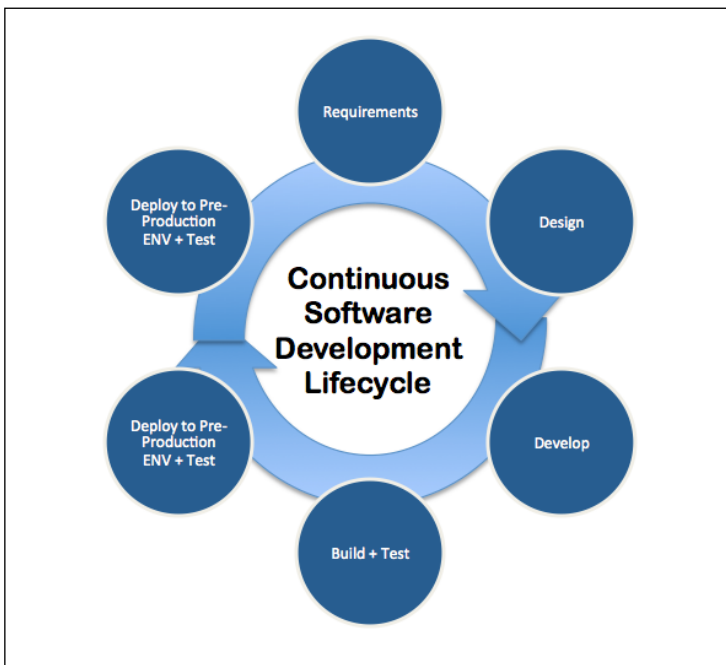 Requirements
Design
Develop
Build + Test
Deploy to Pre-
Production
ENV + Test
Deploy to Pre-
Production
ENV + Test
Continuous
Software
Development
Lifecycle